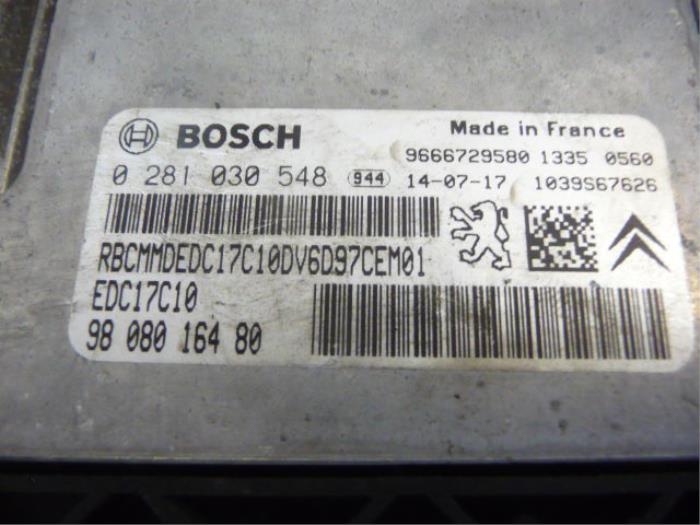 BOSCH
Made in France
9666729580 1335 0560
0 281 030 548 944 14-07-17 1039S67626
RBCMMDEDC17C10DV6D97CEM01
EDC17C10
98 080 164 80